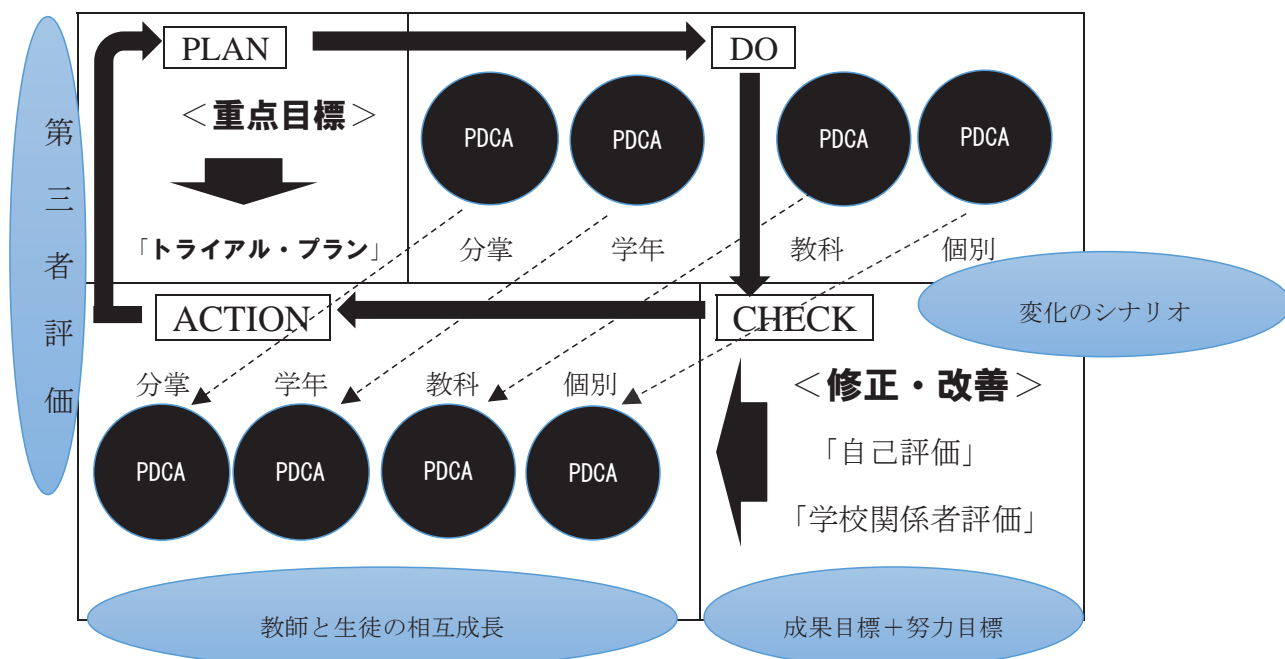 PLAN
DO
第三者評価
＜重点目標＞
「トライアル・プラン」
PDCA
PDCA
PDCA
PDCA
分掌
学年
教科
個別
変化のシナリオ
ACTION
CHECK
分掌
学年
教科
個別
PDCA
PDCA
PDCA
PDCA
＜修正・改善＞
「自己評価」
「学校関係者評価」
教師と生徒の相互成長
成果目標＋努力目標